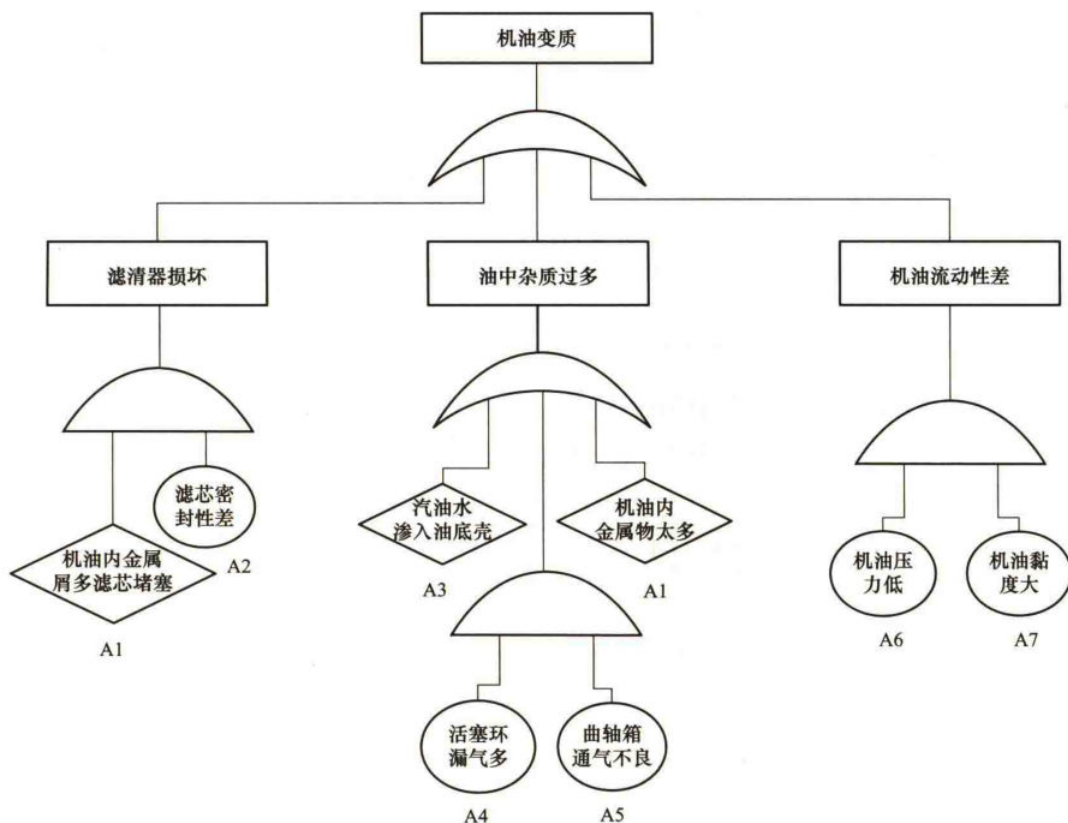 机油变质
滤清器损坏
油中杂质过多
机油流动性差
滤芯密
封性差
A2
机油内金属
屑多滤芯堵塞
A1
汽油水
渗入油底壳
A3
机油内
金属物太多
A1
活塞环
漏气多
A4
曲轴箱
通气不良
A5
机油压
力低
A6
机油黏
度大
A7